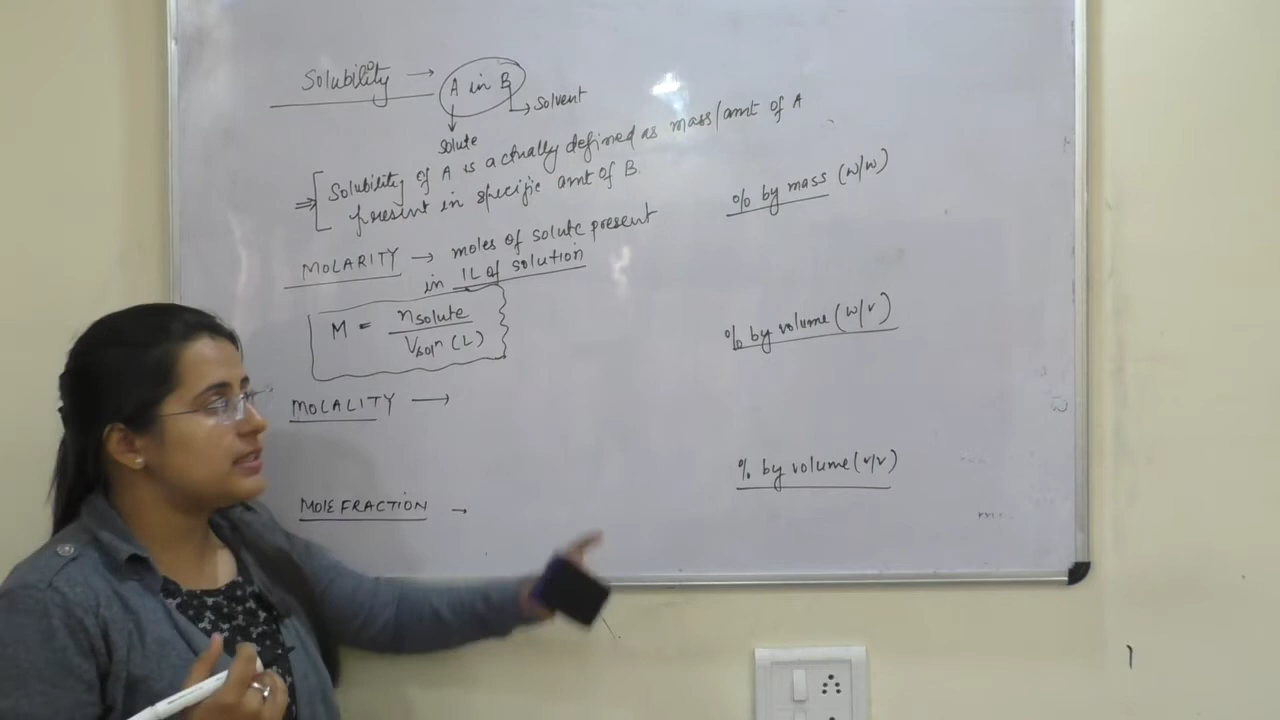 Solubility → A in B
→ Solvent
Solute
⇒ [ Solubility of A is actually defined as mass/amt of A
present in specific amt of B.
MOLARITY → moles of solute present
in 1L of solution
M = nsolute / Vsolⁿ (L)
MOLALITY →
MOLE FRACTION →
% by mass (w/w)
% by volume (w/v)
% by volume (v/v)